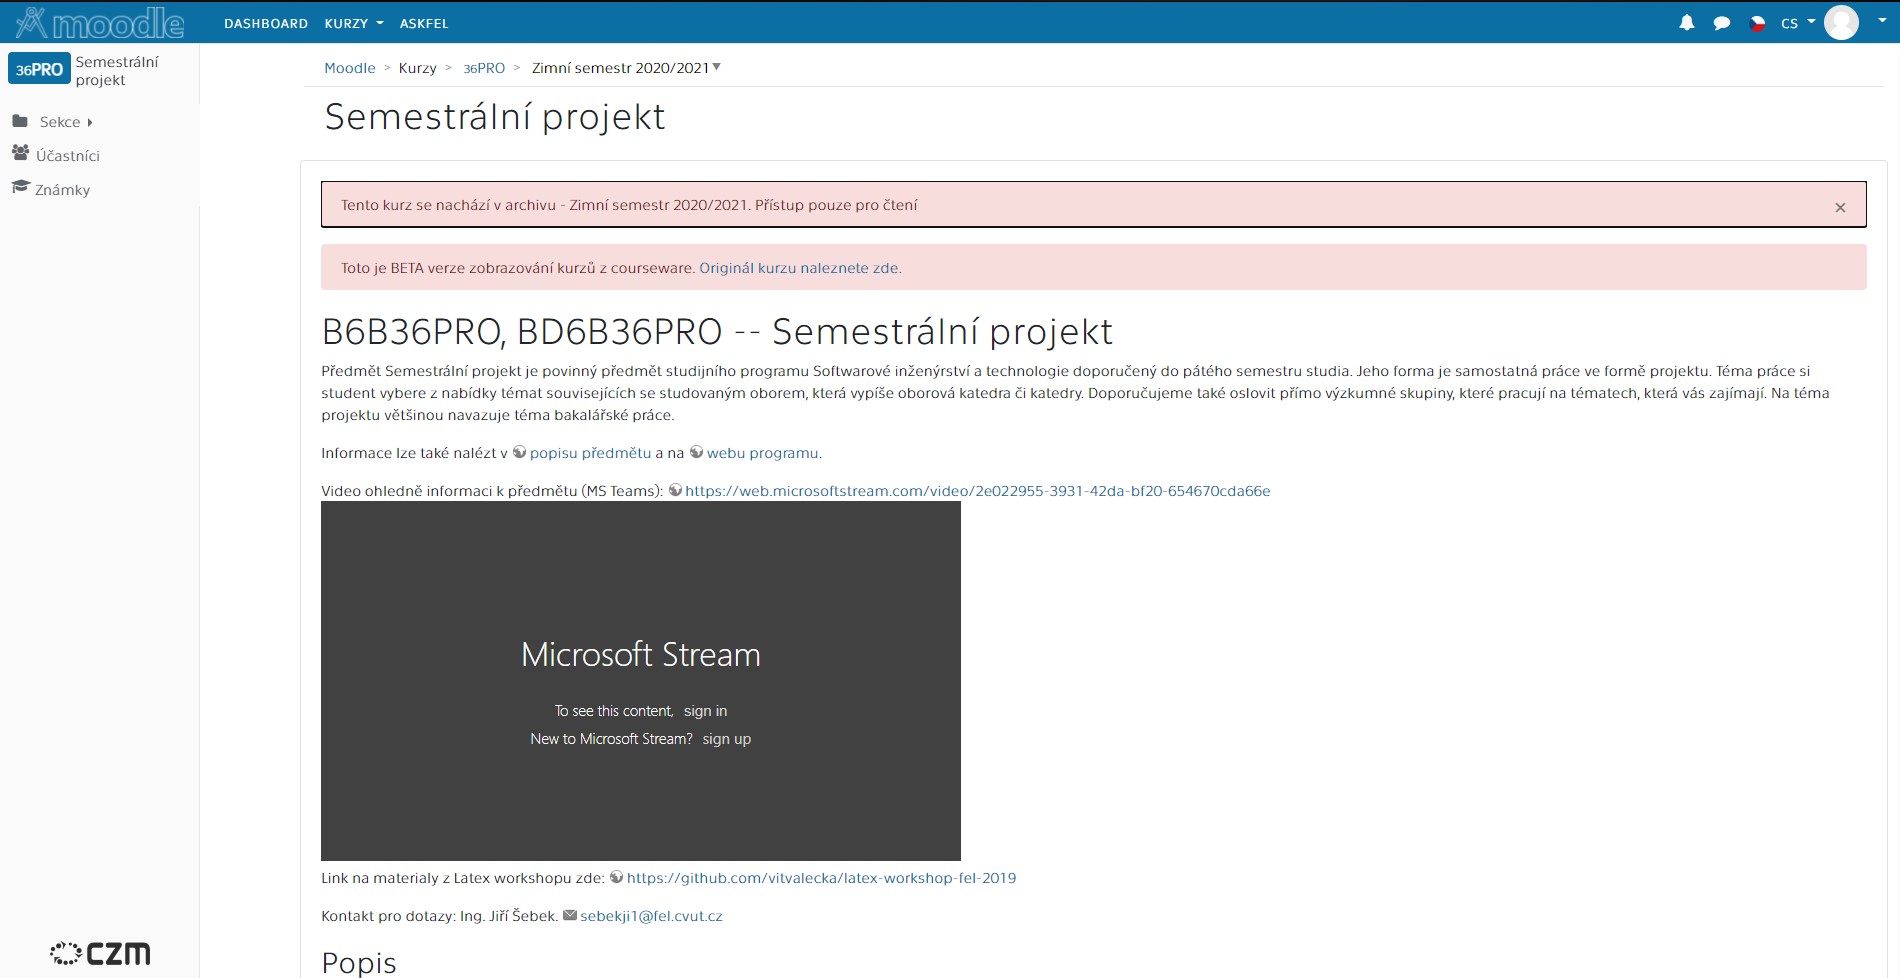 moodle
DASHBOARD KURZY ASKFEL
CS
36PRO
Semestrální
projekt
Sekce
Účastníci
Známky
Moodle > Kurzy > 36PRO > Zimní semestr 2020/2021
Semestrální projekt
Tento kurz se nachází v archivu - Zimní semestr 2020/2021. Přístup pouze pro čtení
×
Toto je BETA verze zobrazování kurzů z courseware. Originál kurzu naleznete zde.
B6B36PRO, BD6B36PRO -- Semestrální projekt
Předmět Semestrální projekt je povinný předmět studijního programu Softwarové inženýrství a technologie doporučený do pátého semestru studia. Jeho forma je samostatná práce ve formě projektu. Téma práce si
student vybere z nabídky témat souvisejících se studovaným oborem, která vypíše oborová katedra či katedry. Doporučujeme také oslovit přímo výzkumné skupiny, které pracují na tématech, která vás zajímají. Na téma
projektu většinou navazuje téma bakalářské práce.
Informace lze také nalézt v popisu předmětu a na webu programu.
Video ohledně informaci k předmětu (MS Teams): https://web.microsoftstream.com/video/2e022955-3931-42da-bf20-654670cda66e
Microsoft Stream
To see this content, sign in
New to Microsoft Stream? sign up
Link na materialy z Latex workshopu zde: https://github.com/vitvalecka/latex-workshop-fel-2019
Kontakt pro dotazy: Ing. Jiří Šebek. sebekji1@fel.cvut.cz
Popis
czm